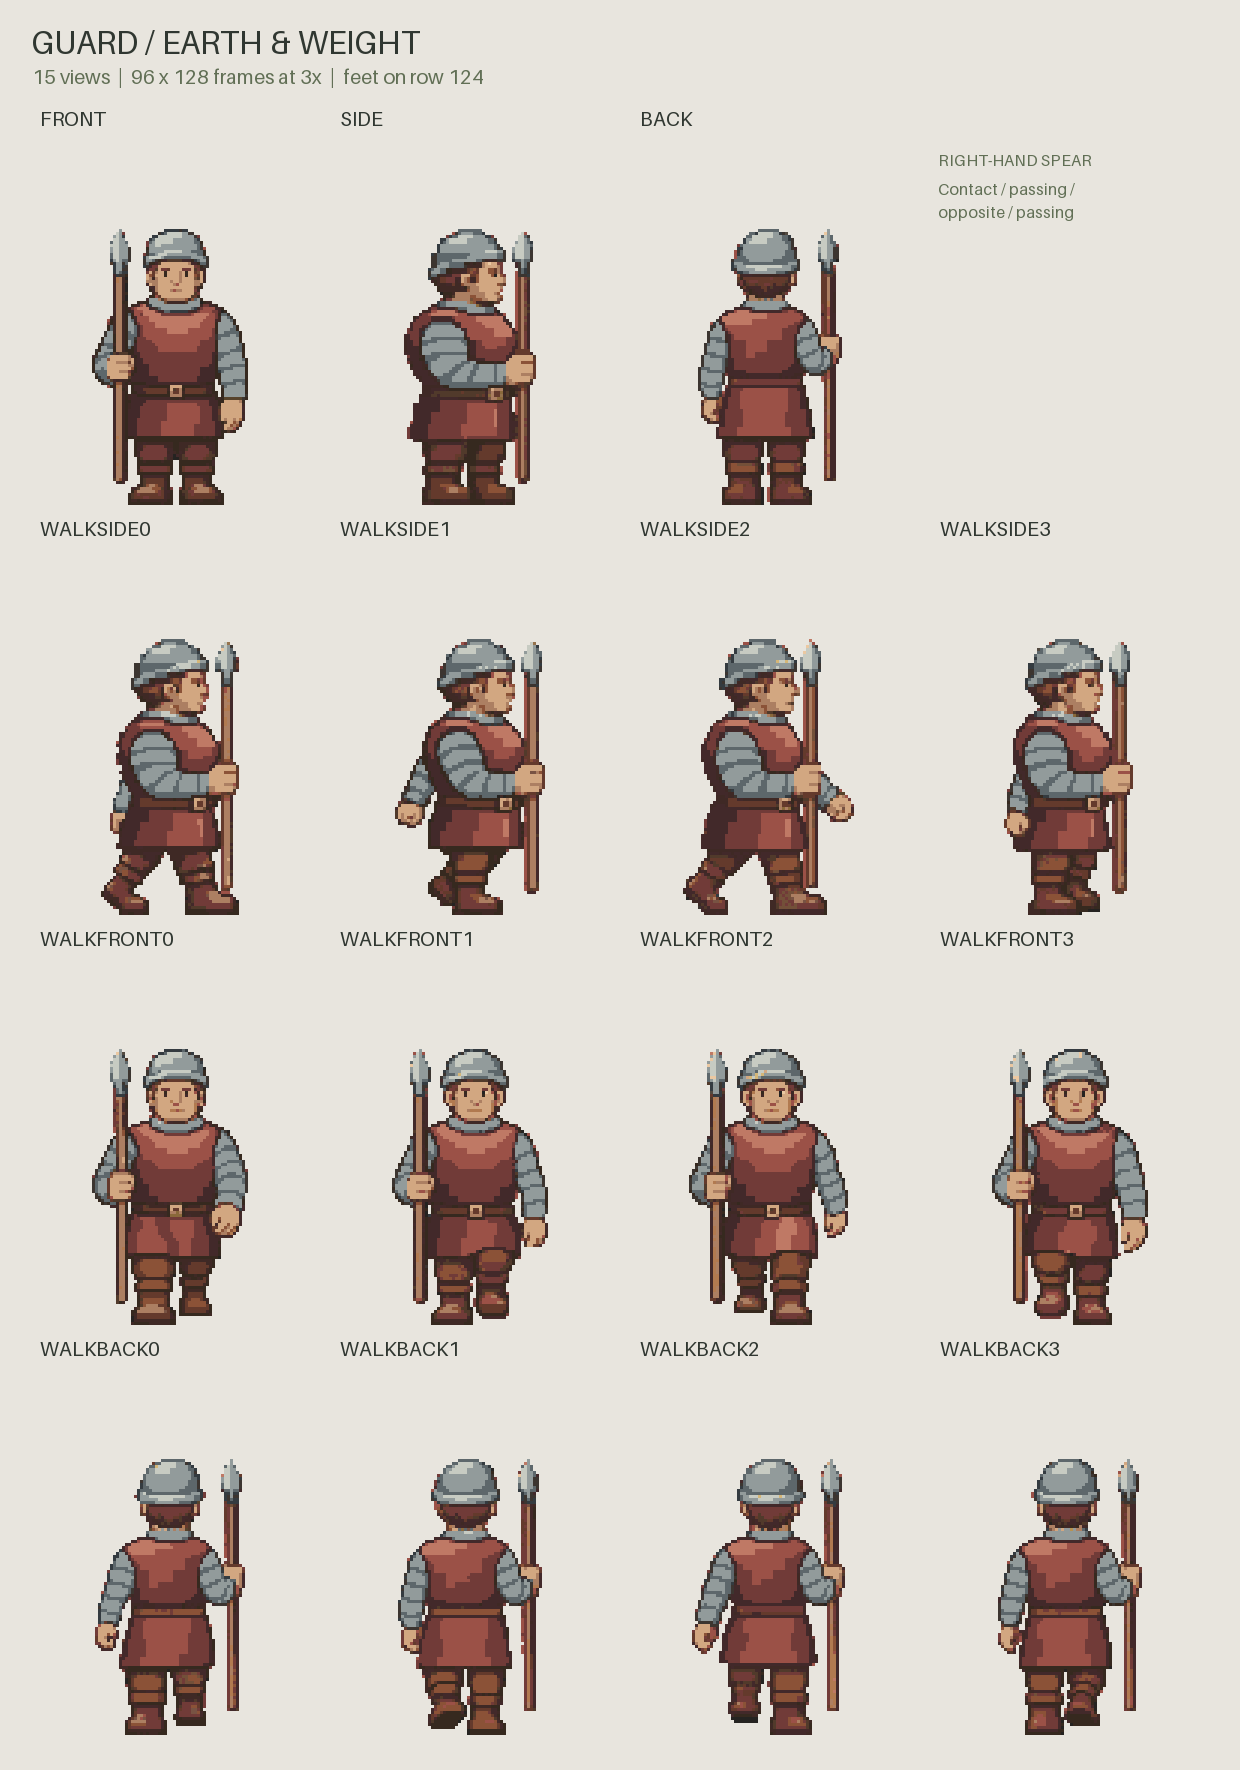 GUARD / EARTH & WEIGHT
15 views | 96 x 128 frames at 3x | feet on row 124
FRONT
SIDE
BACK
RIGHT-HAND SPEAR
Contact / passing /
opposite / passing
WALKSIDE0
WALKSIDE1
WALKSIDE2
WALKSIDE3
WALKFRONT0
WALKFRONT1
WALKFRONT2
WALKFRONT3
WALKBACK0
WALKBACK1
WALKBACK2
WALKBACK3